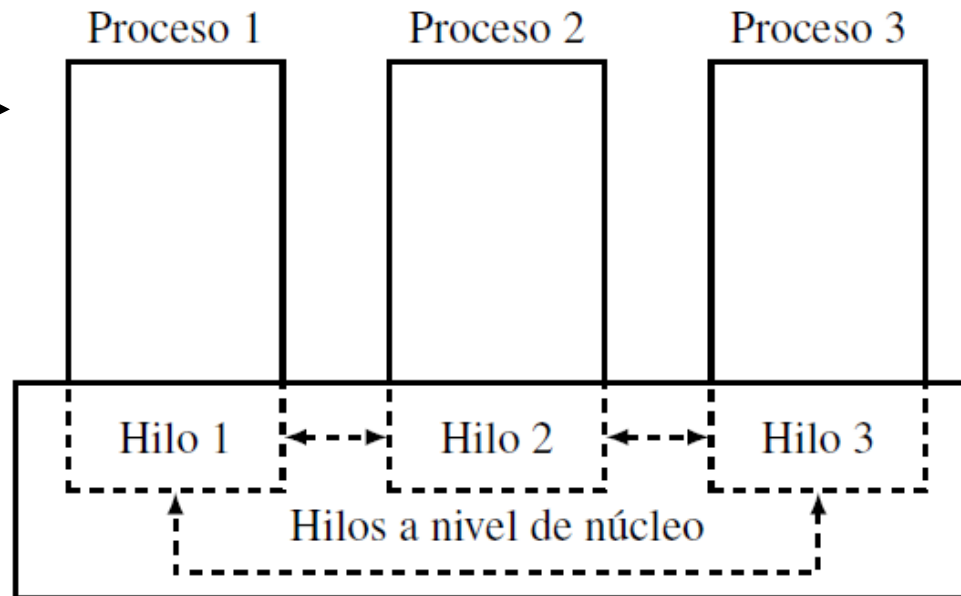 Proceso 1
Proceso 2
Proceso 3
Hilo 1
Hilo 2
Hilo 3
Hilos a nivel de núcleo